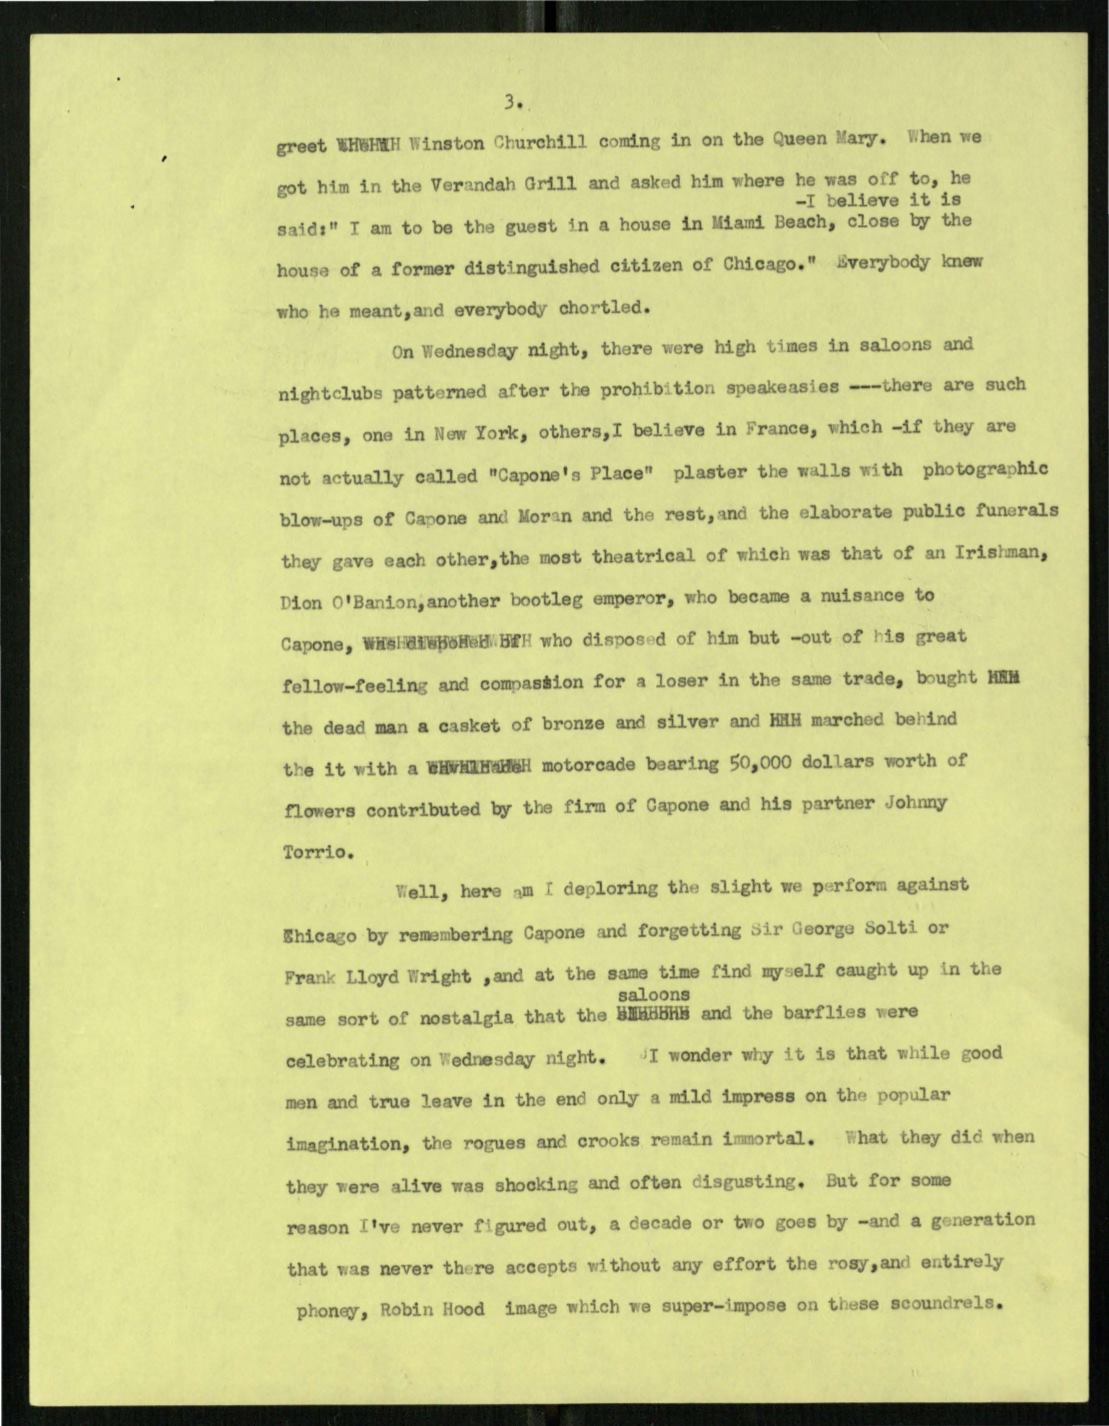 3.
greet Winston Churchill coming in on the Queen Mary. When we
got him in the Verandah Grill and asked him where he was off to, he
-I believe it is
said:" I am to be the guest in a house in Miami Beach, close by the
house of a former distinguished citizen of Chicago." Everybody knew
who he meant,and everybody chortled.
On Wednesday night, there were high times in saloons and
nightclubs patterned after the prohibition speakeasies ---there are such
places, one in New York, others,I believe in France, which -if they are
not actually called "Capone's Place" plaster the walls with photographic
blow-ups of Capone and Moran and the rest,and the elaborate public funerals
they gave each other,the most theatrical of which was that of an Irishman,
Dion O'Banion,another bootleg emperor, who became a nuisance to
Capone, who disposed of him but -out of his great
fellow-feeling and compassion for a loser in the same trade, bought
the dead man a casket of bronze and silver and marched behind
the it with a motorcade bearing 50,000 dollars worth of
flowers contributed by the firm of Capone and his partner Johnny
Torrio.
Well, here am I deploring the slight we perform against
Chicago by remembering Capone and forgetting Sir George Solti or
Frank Lloyd Wright ,and at the same time find myself caught up in the
saloons
same sort of nostalgia that the and the barflies were
celebrating on Wednesday night. I wonder why it is that while good
men and true leave in the end only a mild impress on the popular
imagination, the rogues and crooks remain immortal. What they did when
they were alive was shocking and often disgusting. But for some
reason I've never figured out, a decade or two goes by -and a generation
that was never there accepts without any effort the rosy,and entirely
phoney, Robin Hood image which we super-impose on these scoundrels.